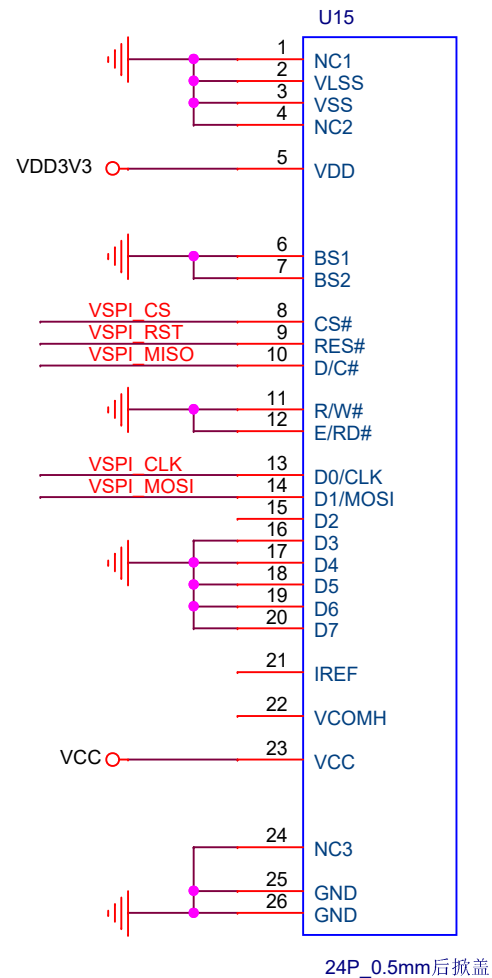 U15
1 NC1
2 VLSS
3 VSS
4 NC2
VDD3V3 5 VDD
6 BS1
7 BS2
VSPI_CS 8 CS#
VSPI_RST 9 RES#
VSPI_MISO 10 D/C#
11 R/W#
12 E/RD#
VSPI_CLK 13 D0/CLK
VSPI_MOSI 14 D1/MOSI
15 D2
16 D3
17 D4
18 D5
19 D6
20 D7
21 IREF
22 VCOMH
VCC 23 VCC
24 NC3
25 GND
26 GND
24P_0.5mm后掀盖